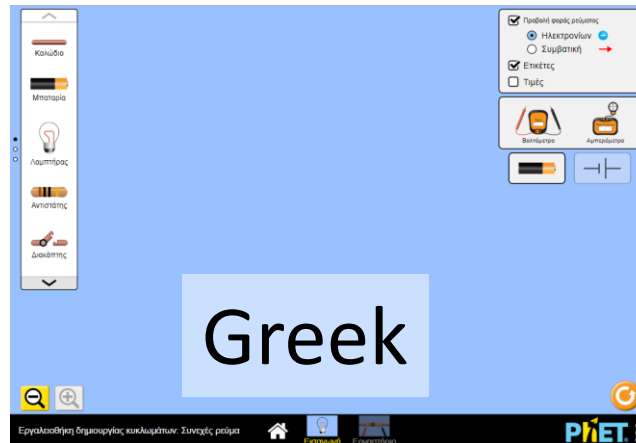 Καλώδιο
Μπαταρία
Λαμπτήρας
Αντιστάτης
Διακόπτης
Προβολή φοράς ρεύματος
Ηλεκτρονίων
Συμβατική
Ετικέτες
Τιμές
Βολτόμετρο
Αμπερόμετρο
Greek
Εργαλειοθήκη δημιουργίας κυκλωμάτων: Συνεχές ρεύμα
Εισαγωγή
Εργαστήριο
PhET